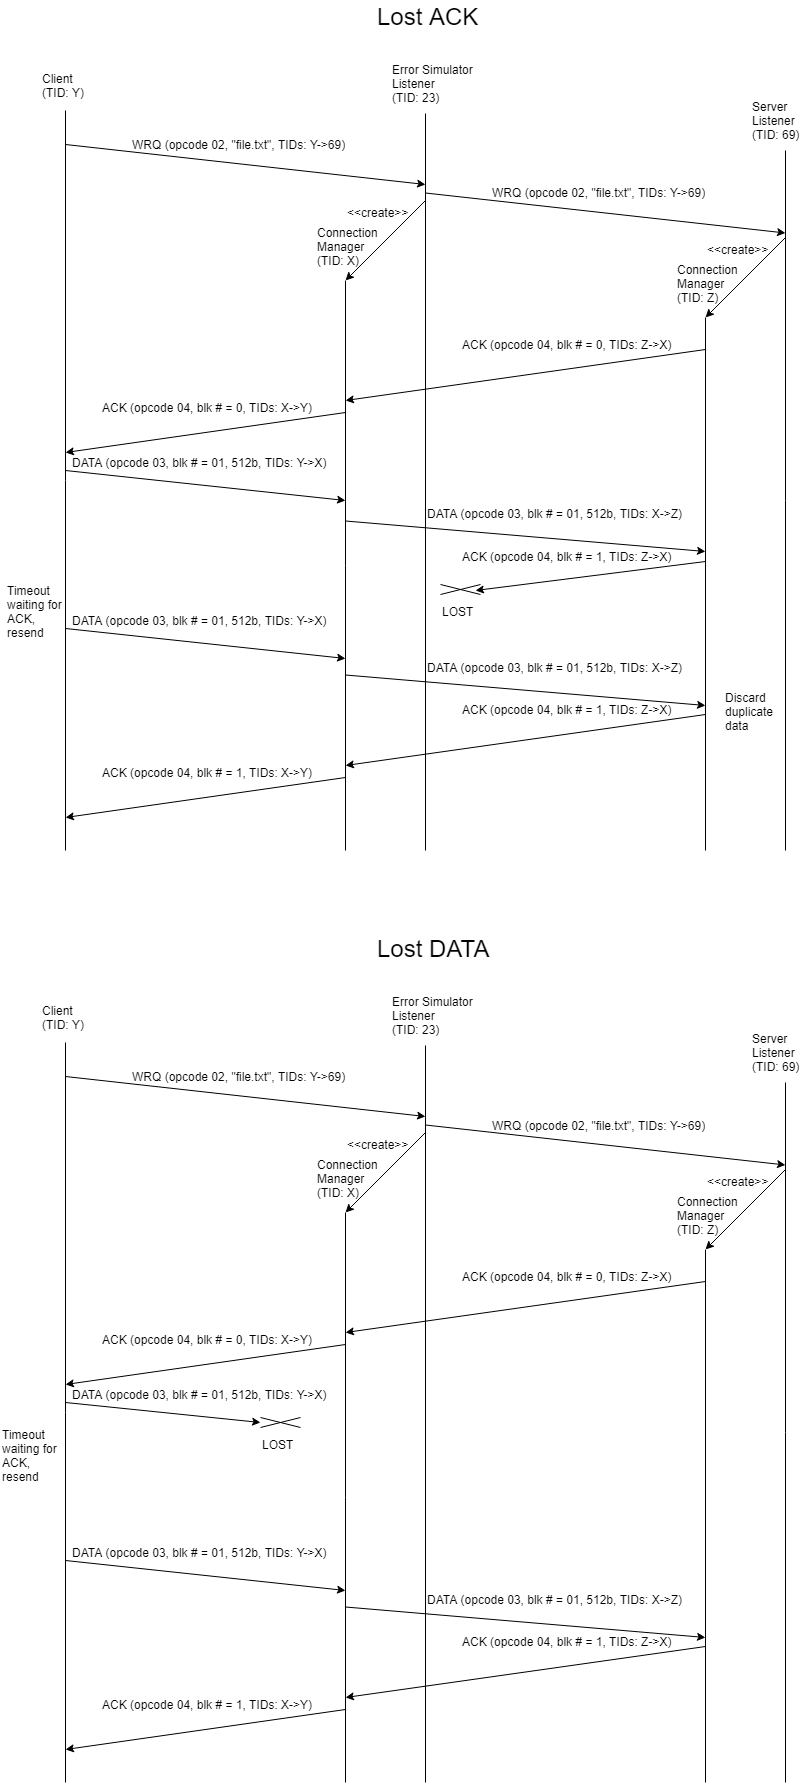 Lost ACK
Client
(TID: Y)
Error Simulator
Listener
(TID: 23)
Server
Listener
(TID: 69)
WRQ (opcode 02, "file.txt", TIDs: Y->69)
WRQ (opcode 02, "file.txt", TIDs: Y->69)
<<create>>
Connection
Manager
(TID: X)
<<create>>
Connection
Manager
(TID: Z)
ACK (opcode 04, blk # = 0, TIDs: Z->X)
ACK (opcode 04, blk # = 0, TIDs: X->Y)
DATA (opcode 03, blk # = 01, 512b, TIDs: Y->X)
DATA (opcode 03, blk # = 01, 512b, TIDs: X->Z)
ACK (opcode 04, blk # = 1, TIDs: Z->X)
LOST
Timeout
waiting for
ACK,
resend
DATA (opcode 03, blk # = 01, 512b, TIDs: Y->X)
DATA (opcode 03, blk # = 01, 512b, TIDs: X->Z)
Discard
duplicate
data
ACK (opcode 04, blk # = 1, TIDs: Z->X)
ACK (opcode 04, blk # = 1, TIDs: X->Y)
Lost DATA
Client
(TID: Y)
Error Simulator
Listener
(TID: 23)
Server
Listener
(TID: 69)
WRQ (opcode 02, "file.txt", TIDs: Y->69)
WRQ (opcode 02, "file.txt", TIDs: Y->69)
<<create>>
Connection
Manager
(TID: X)
<<create>>
Connection
Manager
(TID: Z)
ACK (opcode 04, blk # = 0, TIDs: Z->X)
ACK (opcode 04, blk # = 0, TIDs: X->Y)
DATA (opcode 03, blk # = 01, 512b, TIDs: Y->X)
LOST
Timeout
waiting for
ACK,
resend
DATA (opcode 03, blk # = 01, 512b, TIDs: Y->X)
DATA (opcode 03, blk # = 01, 512b, TIDs: X->Z)
ACK (opcode 04, blk # = 1, TIDs: Z->X)
ACK (opcode 04, blk # = 1, TIDs: X->Y)